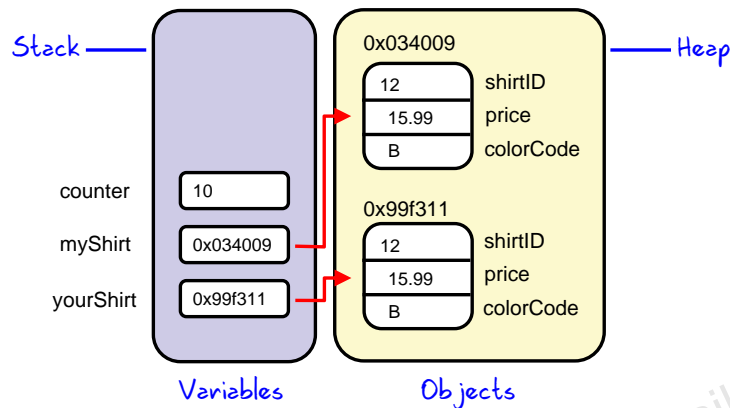 Stack
Heap
0x034009
12 shirtID
15.99 price
B colorCode
counter 10
0x99f311
myShirt 0x034009
12 shirtID
15.99 price
yourShirt 0x99f311
B colorCode
Variables
Objects